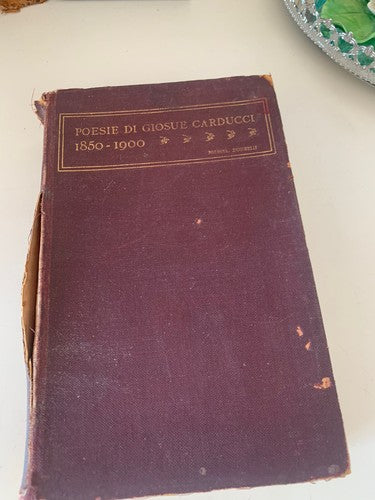 POESIE DI GIOSUE CARDUCCI
1850-1900